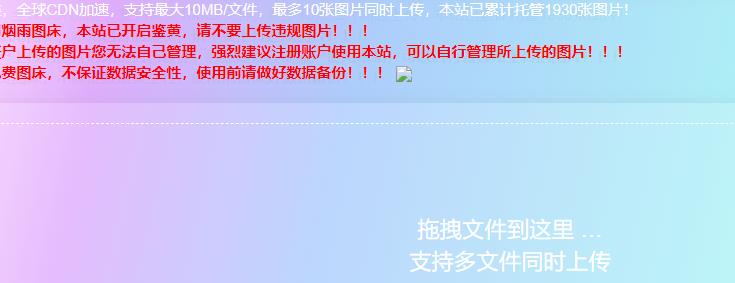 ，全球CDN加速，支持最大10MB/文件，最多10张图片同时上传，本站已累计托管1930张图片！
烟雨图床，本站已开启鉴黄，请不要上传违规图片！！！
户上传的图片您无法自己管理，强烈建议注册账户使用本站，可以自行管理所上传的图片！！！
费图床，不保证数据安全性，使用前请做好数据备份！！！
拖拽文件到这里 …
支持多文件同时上传